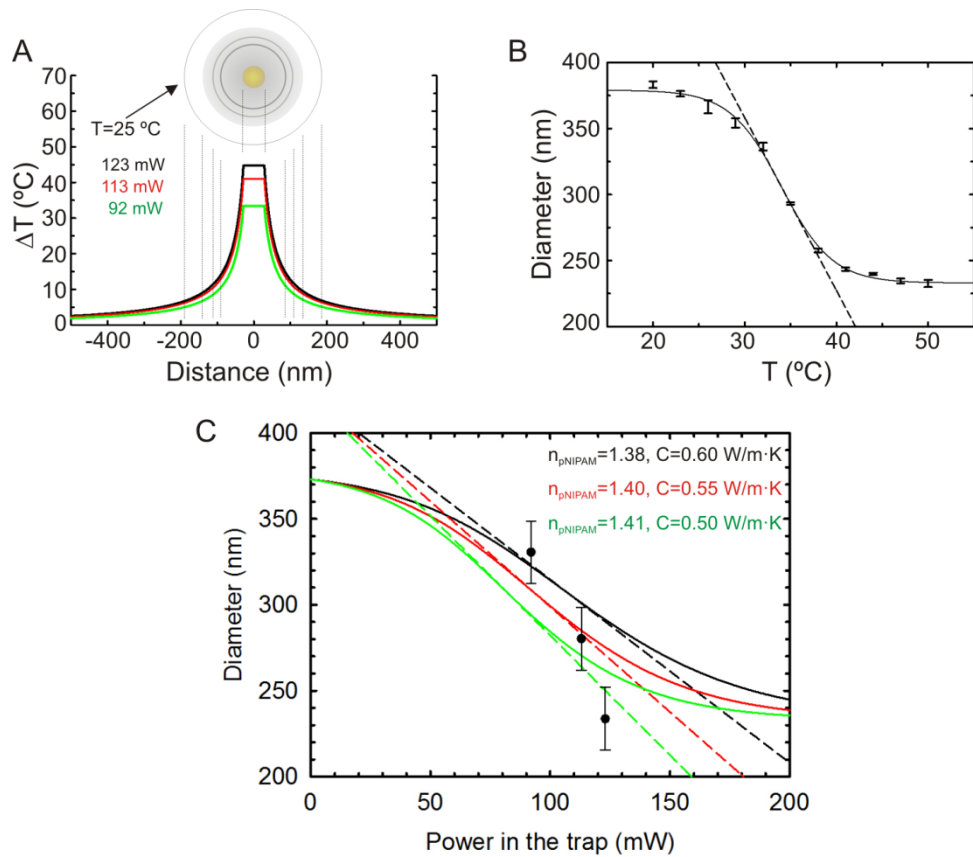 A
70
60
50
40
30
20
10
0
ΔT (ºC)
T=25 ºC
123 mW
113 mW
92 mW
-400 -200 0 200 400
Distance (nm)
B
400
350
300
250
200
Diameter (nm)
20 30 40 50
T (ºC)
C
400
350
300
250
200
Diameter (nm)
n_pNIPAM=1.38, C=0.60 W/m·K
n_pNIPAM=1.40, C=0.55 W/m·K
n_pNIPAM=1.41, C=0.50 W/m·K
0 50 100 150 200
Power in the trap (mW)